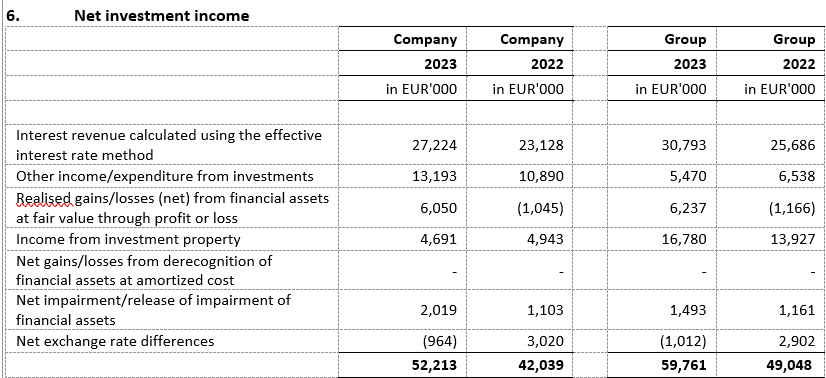 6. Net investment income
Company Company Group Group
2023 2022 2023 2022
in EUR'000 in EUR'000 in EUR'000 in EUR'000
Interest revenue calculated using the effective
interest rate method 27,224 23,128 30,793 25,686
Other income/expenditure from investments 13,193 10,890 5,470 6,538
Realised gains/losses (net) from financial assets
at fair value through profit or loss 6,050 (1,045) 6,237 (1,166)
Income from investment property 4,691 4,943 16,780 13,927
Net gains/losses from derecognition of
financial assets at amortized cost - - - -
Net impairment/release of impairment of
financial assets 2,019 1,103 1,493 1,161
Net exchange rate differences (964) 3,020 (1,012) 2,902
52,213 42,039 59,761 49,048